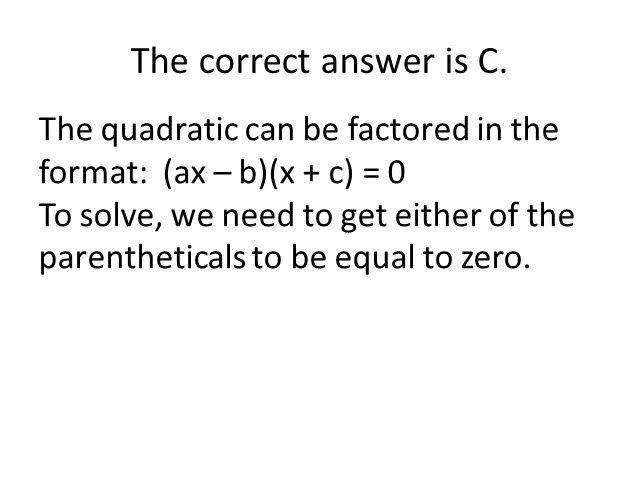 The correct answer is C.
The quadratic can be factored in the
format:  (ax – b)(x + c) = 0
To solve, we need to get either of the
parentheticals to be equal to zero.